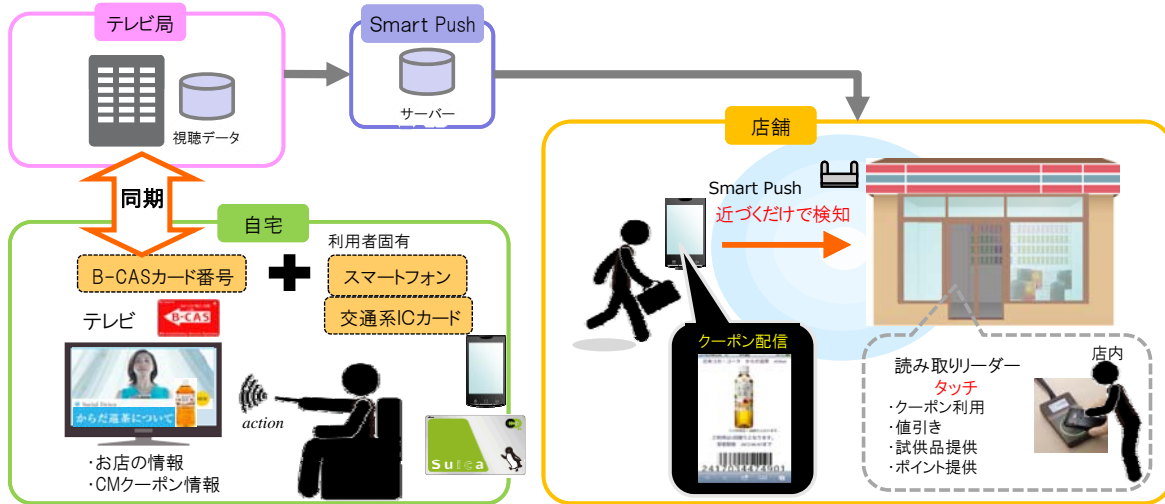 テレビ局
視聴データ
Smart Push
サーバー
同期
自宅
B-CASカード番号
利用者固有
スマートフォン
交通系ICカード
テレビ
B-CAS
からだ巡茶について
action
Suica
・お店の情報
・CMクーポン情報
店舗
Smart Push
近づくだけで検知
クーポン配信
読み取りリーダー
タッチ
・クーポン利用
・値引き
・試供品提供
・ポイント提供
店内